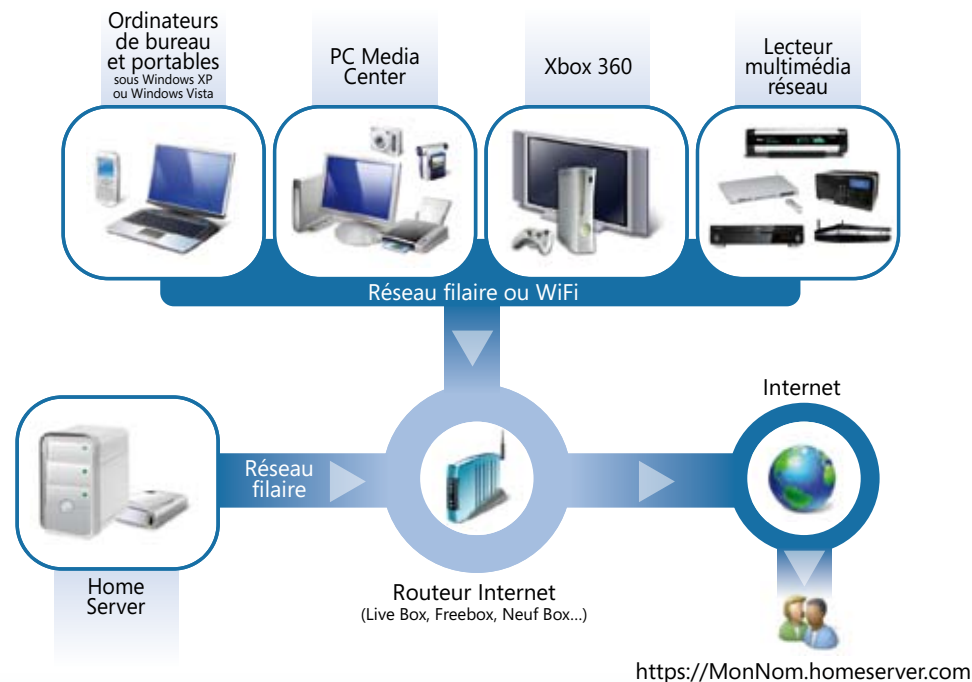 Ordinateurs
de bureau
et portables
sous Windows XP
ou Windows Vista
PC Media
Center
Xbox 360
Lecteur
multimédia
réseau
Réseau filaire ou WiFi
Internet
Réseau
filaire
Home
Server
Routeur Internet
(Live Box, Freebox, Neuf Box...)
https://MonNom.homeserver.com